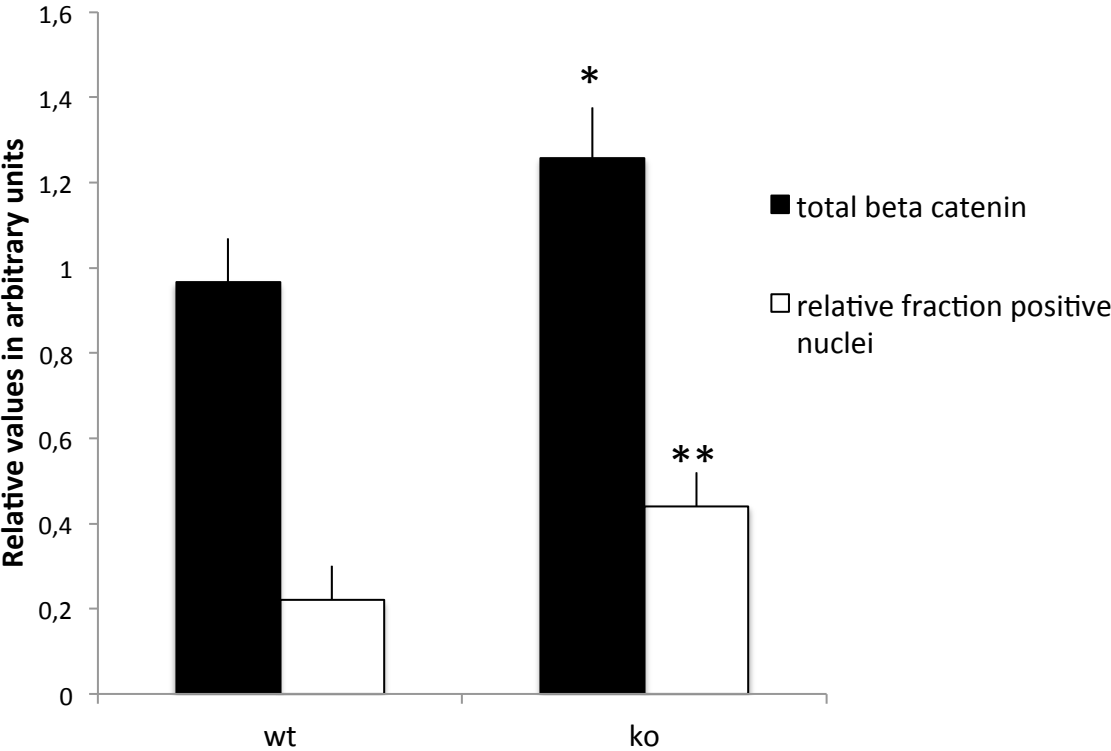 1,6
1,4
1,2
1
0,8
0,6
0,4
0,2
0
Relative values in arbitrary units
*
**
wt
ko
total beta catenin
relative fraction positive
nuclei